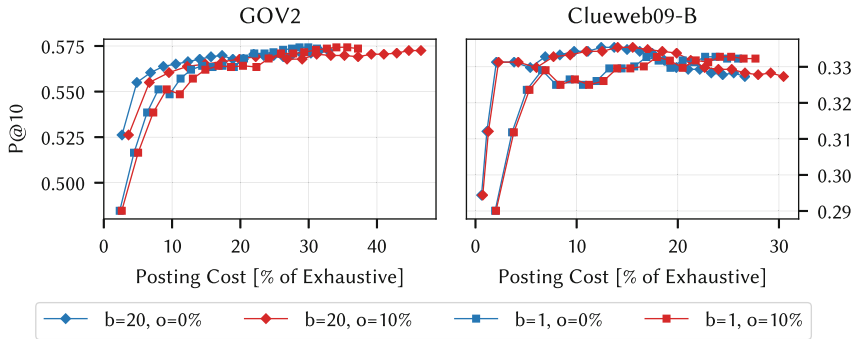 GOV2
Clueweb09-B
P@10
0.575
0.550
0.525
0.500
0.33
0.32
0.31
0.30
0.29
0 10 20 30 40
0 10 20 30
Posting Cost [% of Exhaustive]
Posting Cost [% of Exhaustive]
b=20, o=0% b=20, o=10% b=1, o=0% b=1, o=10%